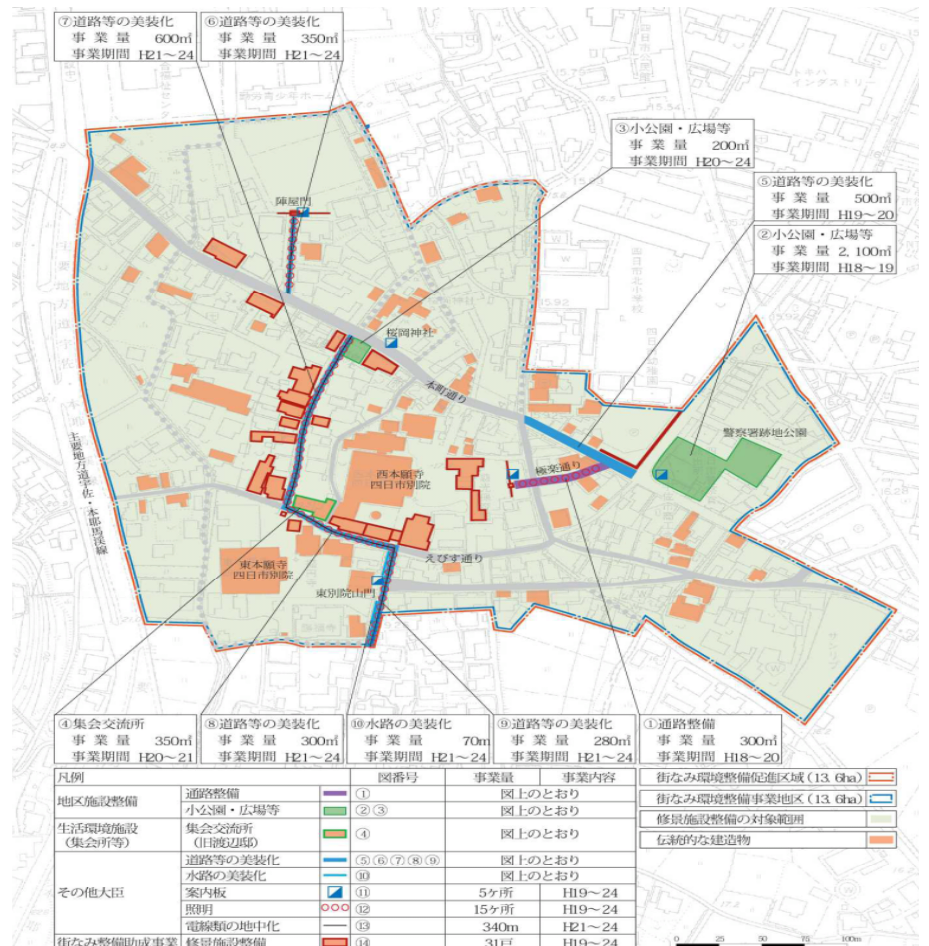 ⑦道路等の美装化
事 業 量 600㎡
事業期間 H21〜24
⑥道路等の美装化
事 業 量 350㎡
事業期間 H21〜24
③小公園・広場等
事 業 量 200㎡
事業期間 H20〜24
⑤道路等の美装化
事 業 量 500㎡
事業期間 H19〜20
②小公園・広場等
事 業 量 2,100㎡
事業期間 H18〜19
陣屋門
桜岡神社
本町通り
警察署跡地公園
極楽通り
西本願寺
四日市別院
主要地方道宇佐・本耶馬渓線
えびす通り
東本願寺
四日市別院
東別院山門
④集会交流所
事 業 量 350㎡
事業期間 H20〜21
⑧道路等の美装化
事 業 量 300㎡
事業期間 H21〜24
⑩水路の美装化
事 業 量 70m
事業期間 H21〜24
⑨道路等の美装化
事 業 量 280㎡
事業期間 H21〜24
①通路整備
事 業 量 300㎡
事業期間 H18〜20
凡例 図番号 事業量 事業内容
地区施設整備 通路整備 ① 図上のとおり
小公園・広場等 ②③ 図上のとおり
生活環境施設
(集会所等) 集会交流所
(旧渡辺邸) ④ 図上のとおり
その他大臣 道路等の美装化 ⑤⑥⑦⑧⑨ 図上のとおり
水路の美装化 ⑩ 図上のとおり
案内板 ⑪ 5ケ所 H19〜24
照明 ⑫ 15ケ所 H19〜24
電線類の地中化 ⑬ 340m H21〜24
街なみ整備助成事業 修景施設整備 ⑭ 31戸 H19〜24
街なみ環境整備促進区域(13.6ha)
街なみ環境整備事業地区(13.6ha)
修景施設整備の対象範囲
伝統的な建造物
0 25 50 75 100m